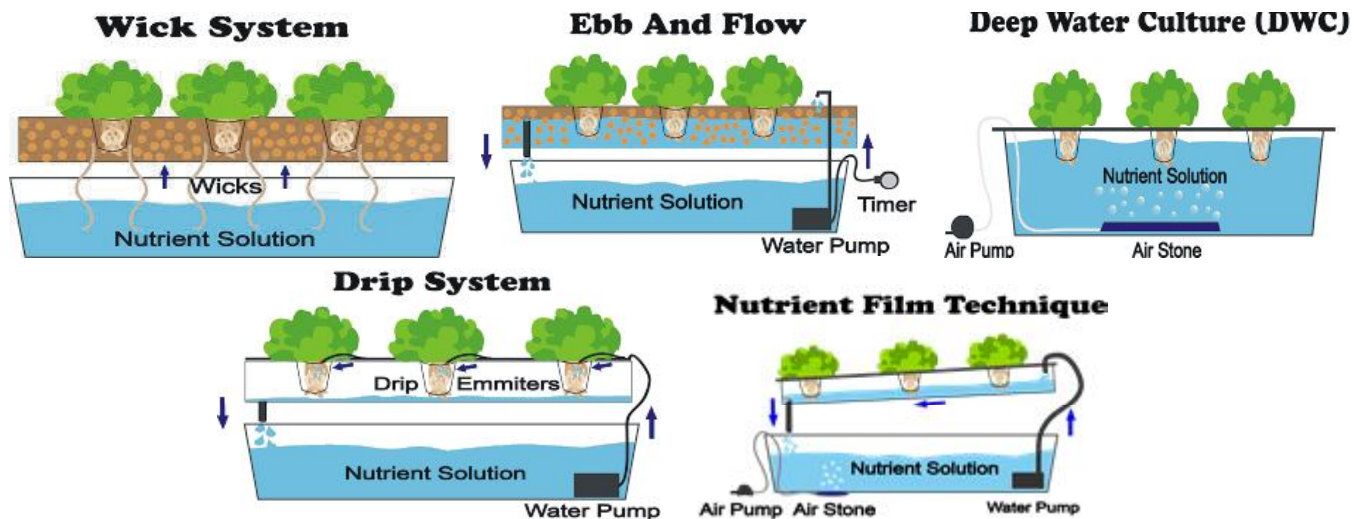 Wick System
Wicks
Nutrient Solution
Ebb And Flow
Nutrient Solution
Timer
Water Pump
Deep Water Culture (DWC)
Nutrient Solution
Air Pump
Air Stone
Drip System
Drip Emmiters
Nutrient Solution
Water Pump
Nutrient Film Technique
Nutrient Solution
Air Pump
Air Stone
Water Pump